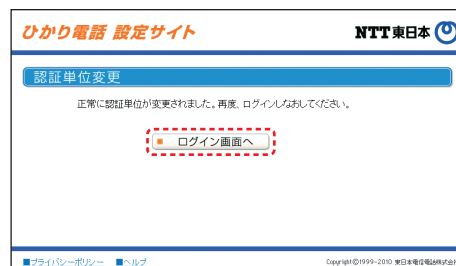 ひかり電話 設定サイト
NTT東日本
認証単位変更
正常に認証単位が変更されました。再度、ログインしなおしてください。
ログイン画面へ
■プライバシーポリシー ■ヘルプ
Copyright©1999-2010 東日本電信電話株式会社